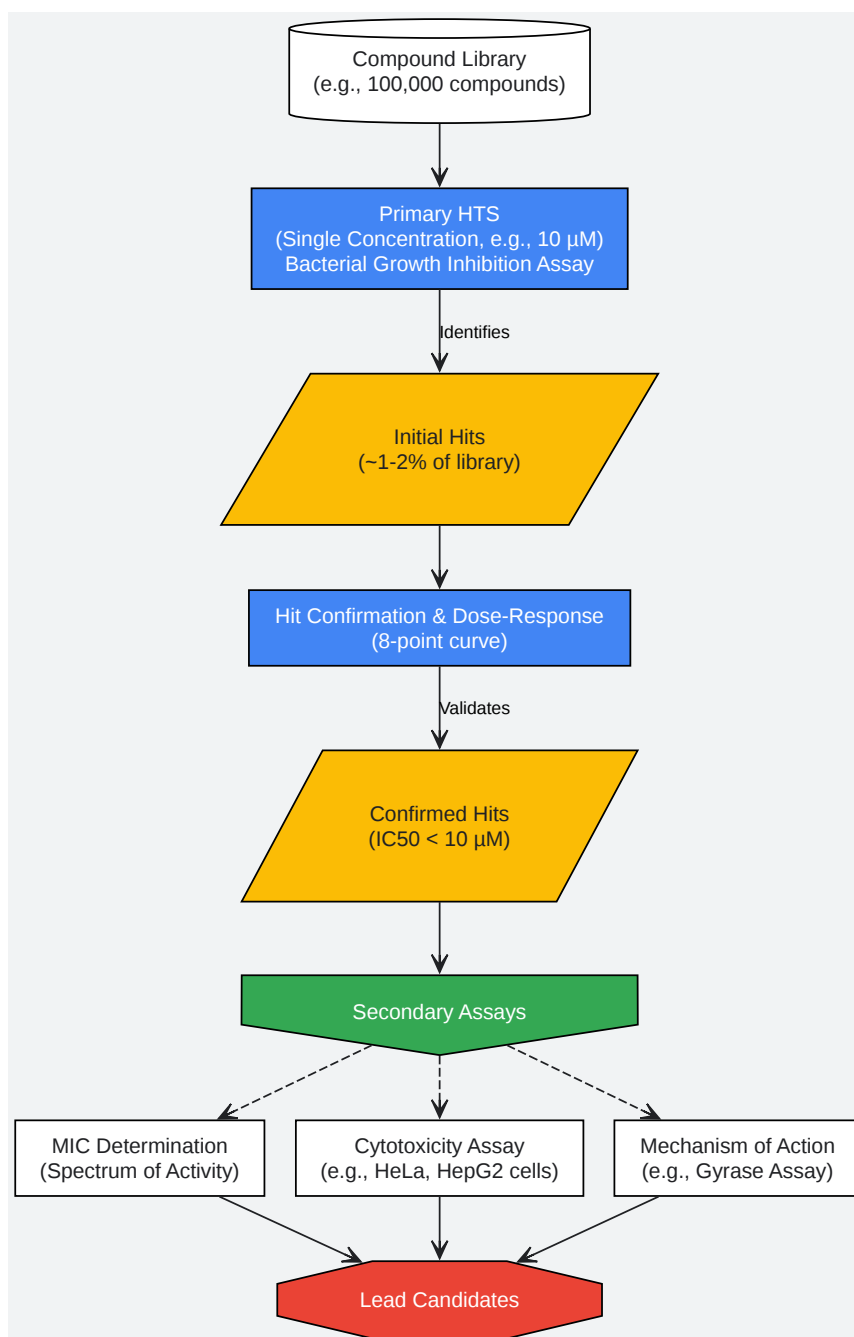 Compound Library
(e.g., 100,000 compounds)
Primary HTS
(Single Concentration, e.g., 10 µM)
Bacterial Growth Inhibition Assay
Identifies
Initial Hits
(~1-2% of library)
Hit Confirmation & Dose-Response
(8-point curve)
Validates
Confirmed Hits
(IC50 < 10 µM)
Secondary Assays
MIC Determination
(Spectrum of Activity)
Cytotoxicity Assay
(e.g., HeLa, HepG2 cells)
Mechanism of Action
(e.g., Gyrase Assay)
Lead Candidates